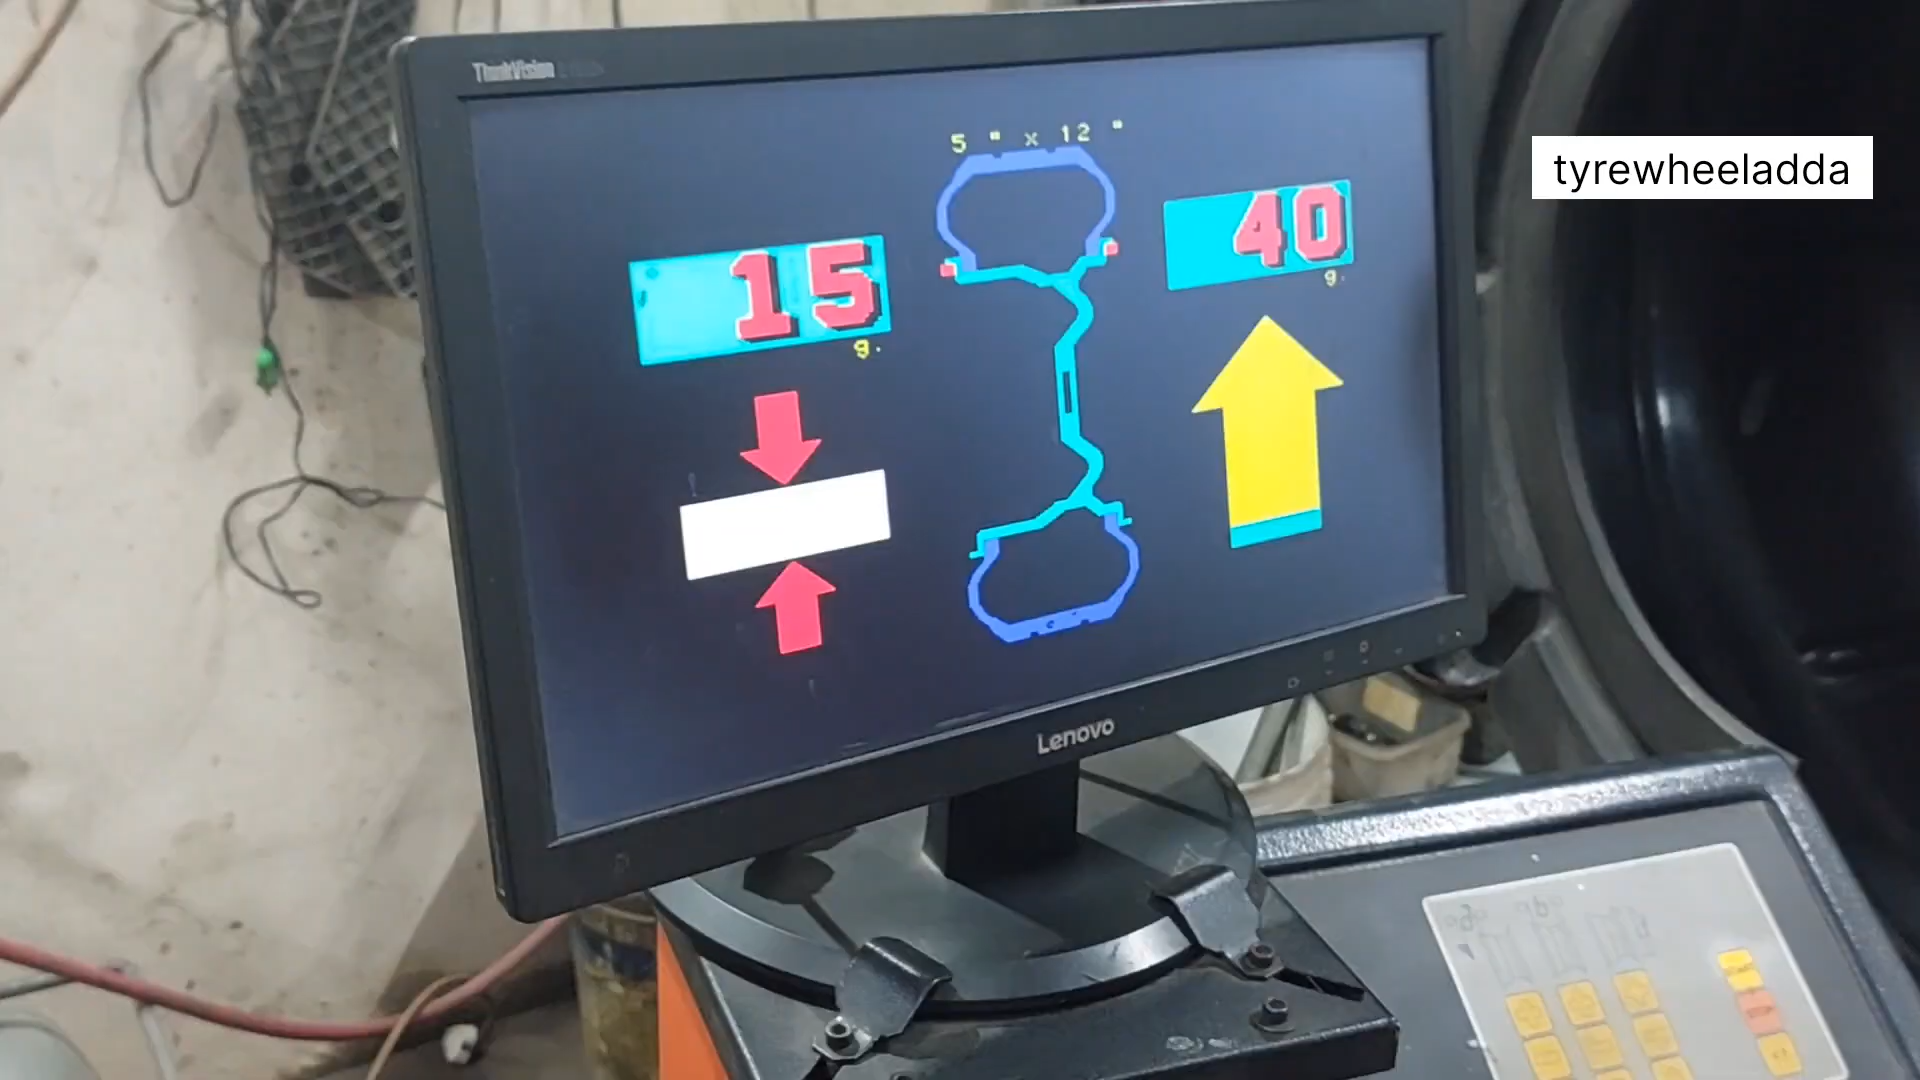 ThinkVision
5 " x 12 "
tyrewheeladda
15
g.
40
g.
Lenovo